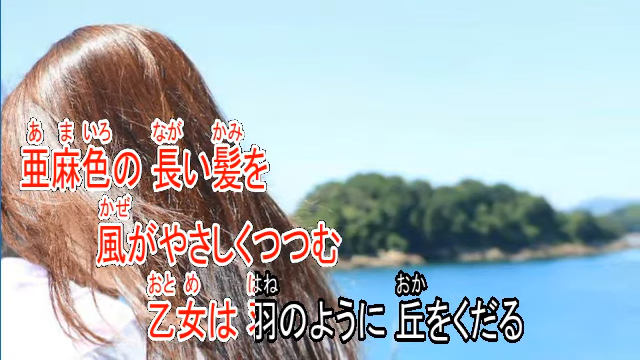 あまいろ ながかみ
亜麻色の 長い髪を
かぜ
風がやさしくつつむ
おとめ はね おか
乙女は 羽のように 丘をくだる